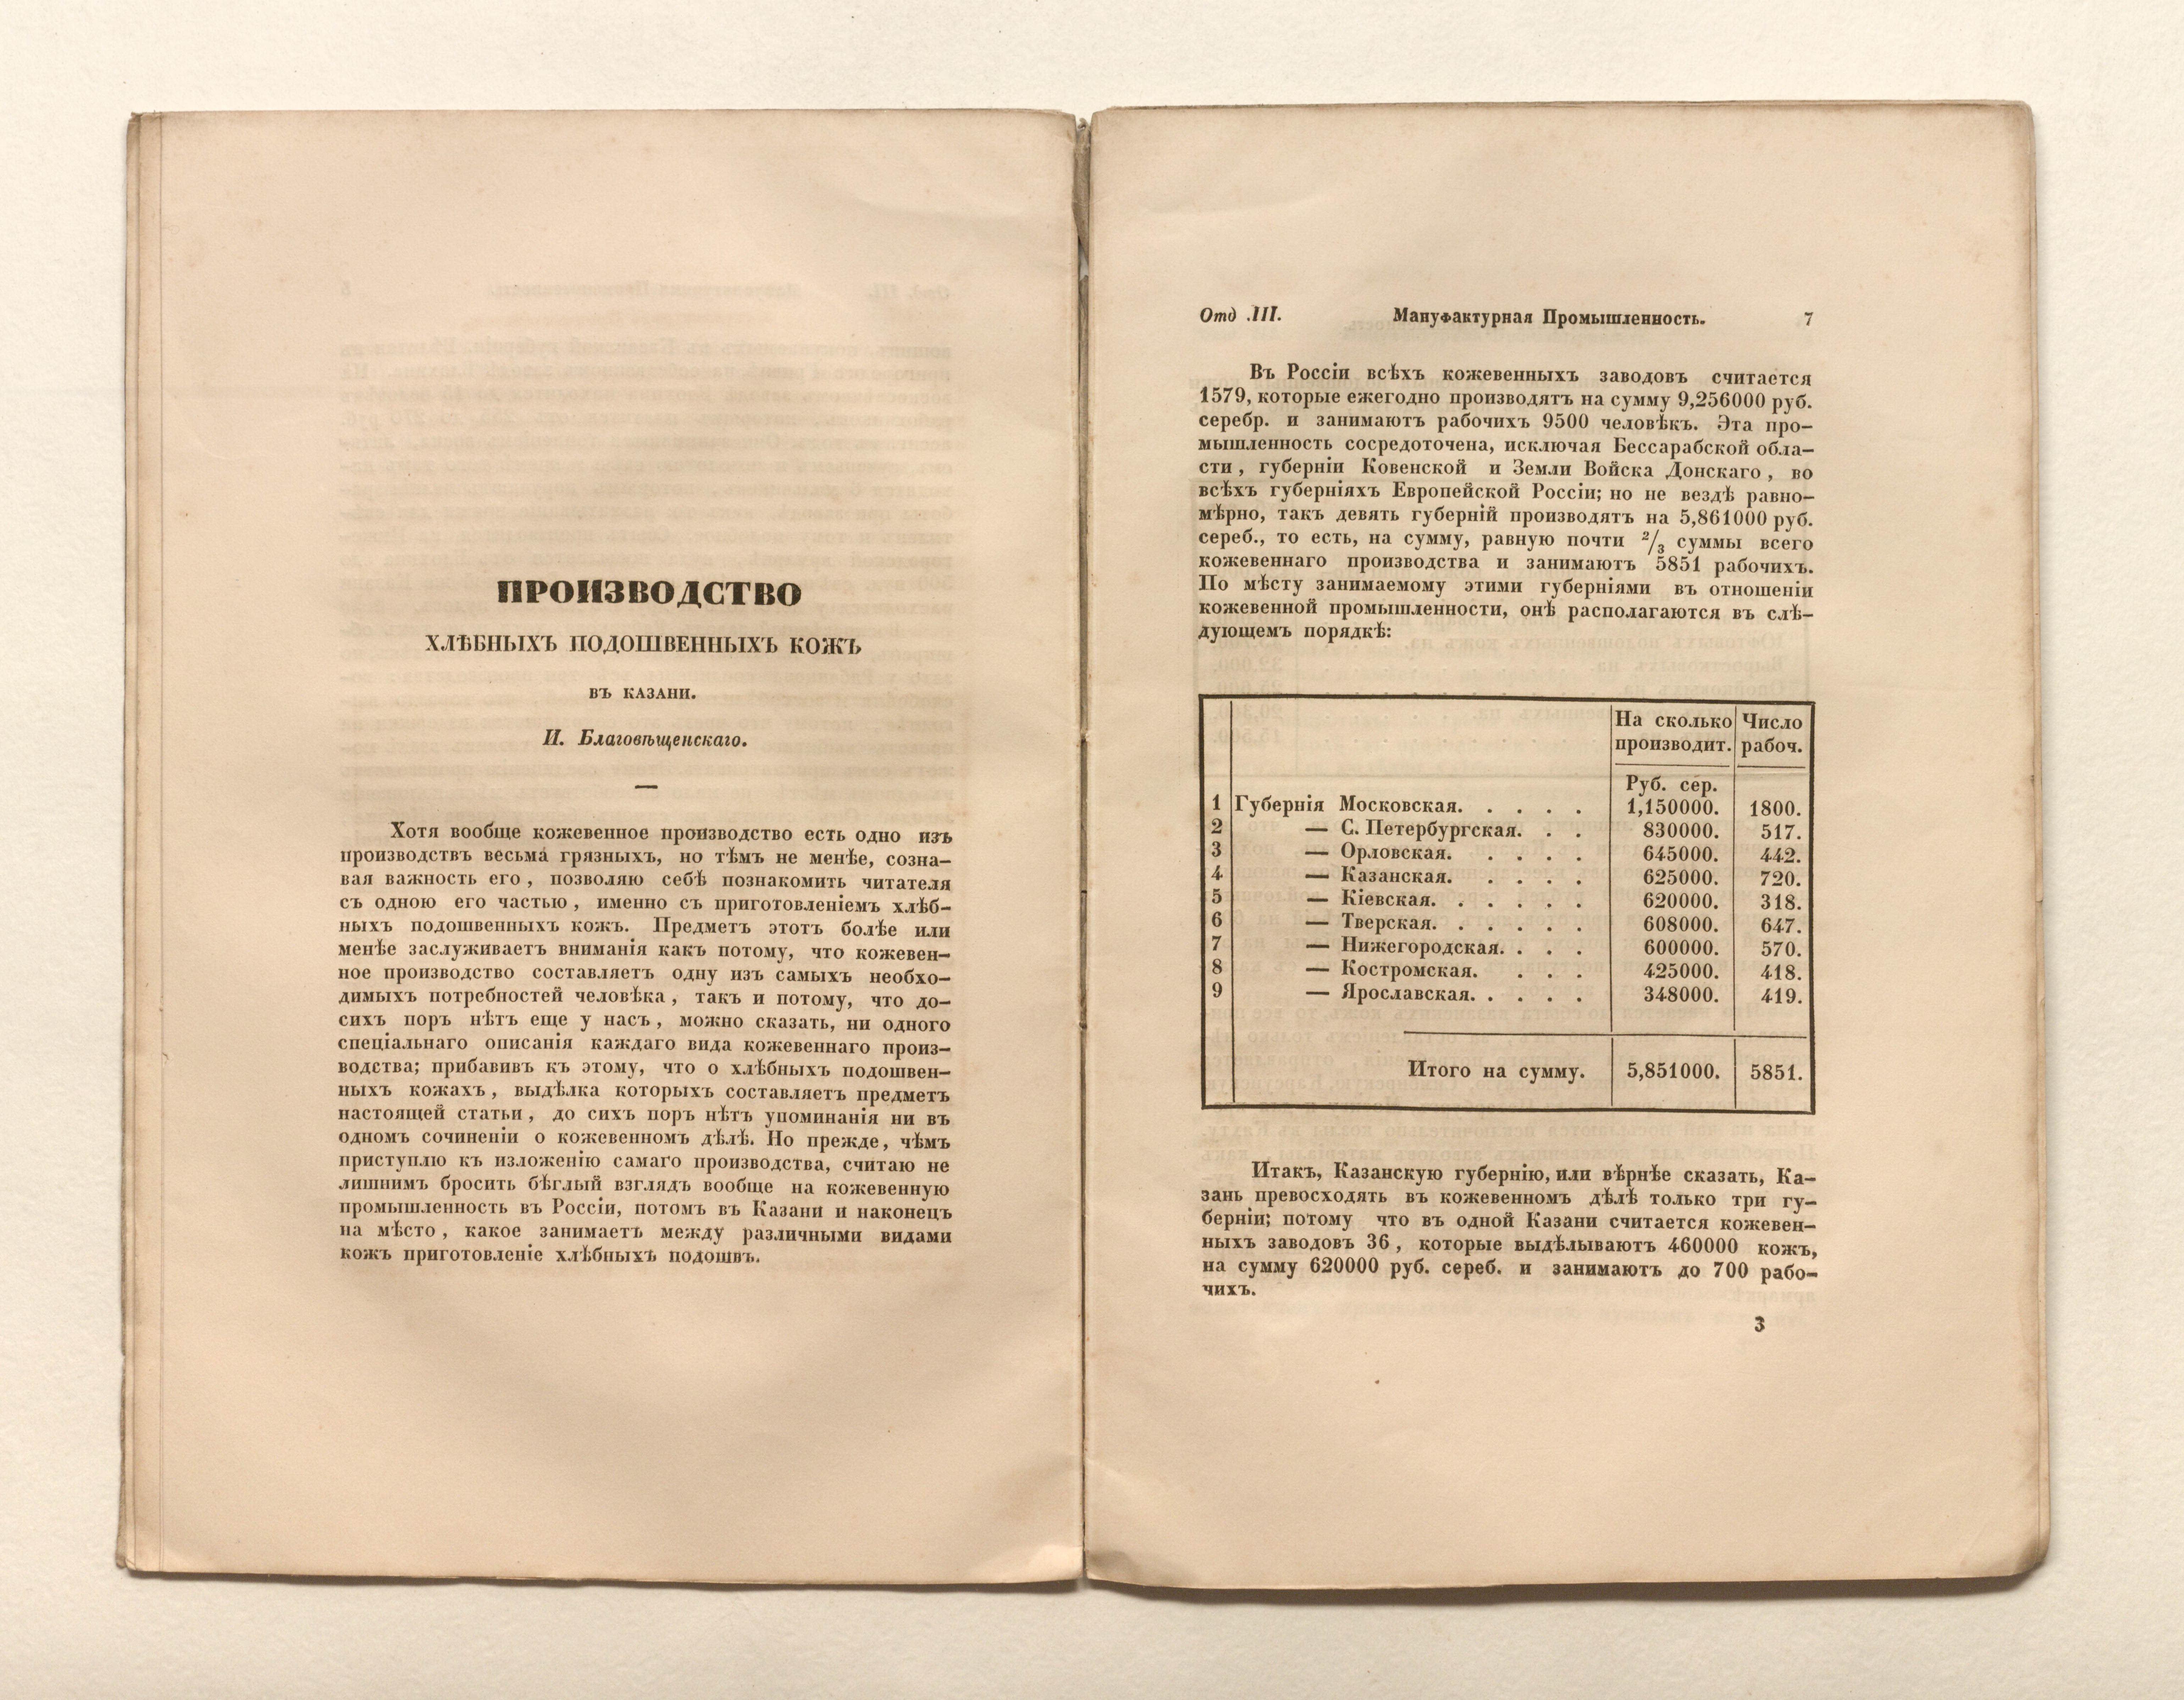 ПРОИЗВОДСТВО
ХЛѢБНЫХЪ ПОДОШВЕННЫХЪ КОЖЪ
ВЪ КАЗАНИ.
И. Благовѣщенскаго.
Хотя вообще кожевенное производство есть одно изъ
производствъ весьма грязныхъ, но тѣмъ не менѣе, созна-
вая важность его, позволяю себѣ познакомить читателя
съ одною его частью, именно съ приготовленіемъ хлѣб-
ныхъ подошвенныхъ кожъ. Предметъ этотъ болѣе или
менѣе заслуживаетъ вниманія какъ потому, что кожевен-
ное производство составляетъ одну изъ самыхъ необхо-
димыхъ потребностей человѣка, такъ и потому, что до-
сихъ поръ нѣтъ еще у насъ, можно сказать, ни одного
спеціальнаго описанія каждаго вида кожевеннаго произ-
водства; прибавивъ къ этому, что о хлѣбныхъ подошвен-
ныхъ кожахъ, выдѣлка которыхъ составляетъ предметъ
настоящей статьи, до сихъ поръ нѣтъ упоминанія ни въ
одномъ сочиненіи о кожевенномъ дѣлѣ. Но прежде, чѣмъ
приступлю къ изложенію самаго производства, считаю не
лишнимъ бросить бѣглый взглядъ вообще на кожевенную
промышленность въ Россіи, потомъ въ Казани и наконецъ
на мѣсто, какое занимаетъ между различными видами
кожъ приготовленіе хлѣбныхъ подошвъ.
Отд .III. Мануфактурная Промышленность. 7
Въ Россіи всѣхъ кожевенныхъ заводовъ считается
1579, которые ежегодно производятъ на сумму 9,256000 руб.
серебр. и занимаютъ рабочихъ 9500 человѣкъ. Эта про-
мышленность сосредоточена, исключая Бессарабской обла-
сти, губерніи Ковенской и Земли Войска Донскаго, во
всѣхъ губерніяхъ Европейской Россіи; но не вездѣ равно-
мѣрно, такъ девять губерній производятъ на 5,861000 руб.
сереб., то есть, на сумму, равную почти 2/3 суммы всего
кожевеннаго производства и занимаютъ 5851 рабочихъ.
По мѣсту занимаемому этими губерніями въ отношеніи
кожевенной промышленности, онѣ располагаются въ слѣ-
дующемъ порядкѣ:
На сколько производит. Число рабоч.
Руб. сер.
1 Губернія Московская. . . . . 1,150000. 1800.
2 — С. Петербургская. . . 830000. 517.
3 — Орловская. . . . . 645000. 442.
4 — Казанская. . . . . 625000. 720.
5 — Кіевская. . . . . . 620000. 318.
6 — Тверская. . . . . . 608000. 647.
7 — Нижегородская. . . . 600000. 570.
8 — Костромская. . . . 425000. 418.
9 — Ярославская. . . . . 348000. 419.
Итого на сумму. 5,851000. 5851.
Итакъ, Казанскую губернію, или вѣрнѣе сказать, Ка-
зань превосходятъ въ кожевенномъ дѣлѣ только три гу-
берніи; потому что въ одной Казани считается кожевен-
ныхъ заводовъ 36, которые выдѣлываютъ 460000 кожъ,
на сумму 620000 руб. сереб. и занимаютъ до 700 рабо-
чихъ.
3